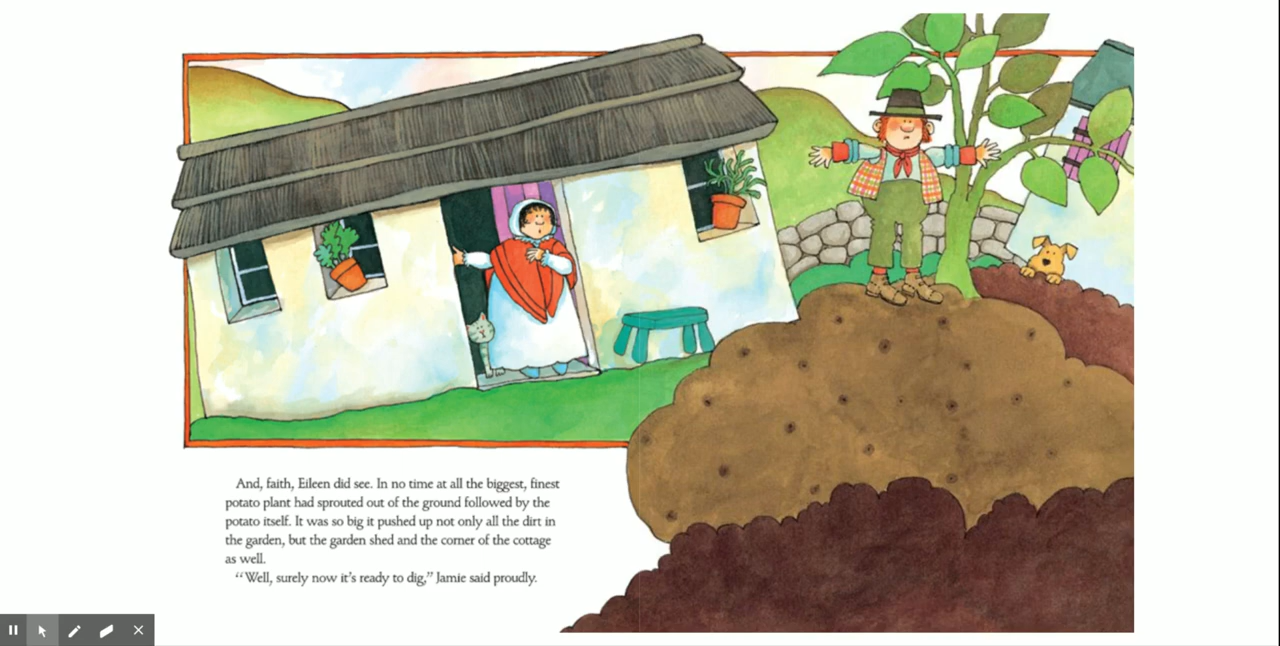 And, faith, Eileen did see. In no time at all the biggest, finest
potato plant had sprouted out of the ground followed by the
potato itself. It was so big it pushed up not only all the dirt in
the garden, but the garden shed and the corner of the cottage
as well.
“Well, surely now it’s ready to dig,” Jamie said proudly.